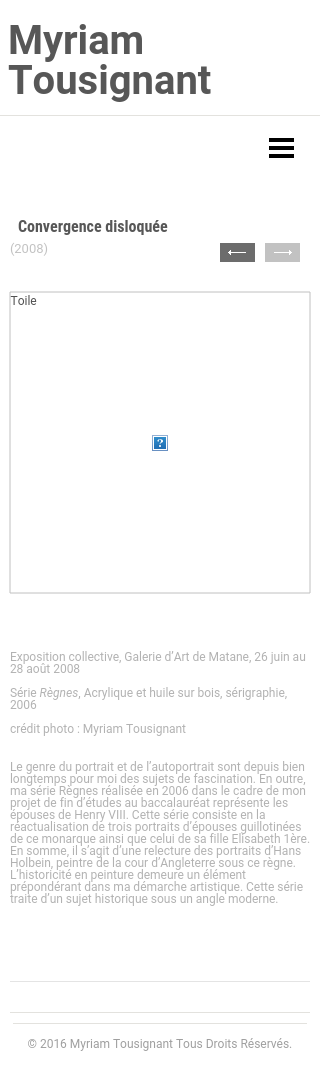 Myriam
Tousignant
Convergence disloquée
(2008)
Toile
Exposition collective, Galerie d’Art de Matane, 26 juin au
28 août 2008
Série Règnes, Acrylique et huile sur bois, sérigraphie,
2006
crédit photo : Myriam Tousignant
Le genre du portrait et de l’autoportrait sont depuis bien
longtemps pour moi des sujets de fascination. En outre,
ma série Règnes réalisée en 2006 dans le cadre de mon
projet de fin d’études au baccalauréat représente les
épouses de Henry VIII. Cette série consiste en la
réactualisation de trois portraits d’épouses guillotinées
de ce monarque ainsi que celui de sa fille Elisabeth 1ère.
En somme, il s’agit d’une relecture des portraits d’Hans
Holbein, peintre de la cour d’Angleterre sous ce règne.
L’historicité en peinture demeure un élément
prépondérant dans ma démarche artistique. Cette série
traite d’un sujet historique sous un angle moderne.
© 2016 Myriam Tousignant Tous Droits Réservés.